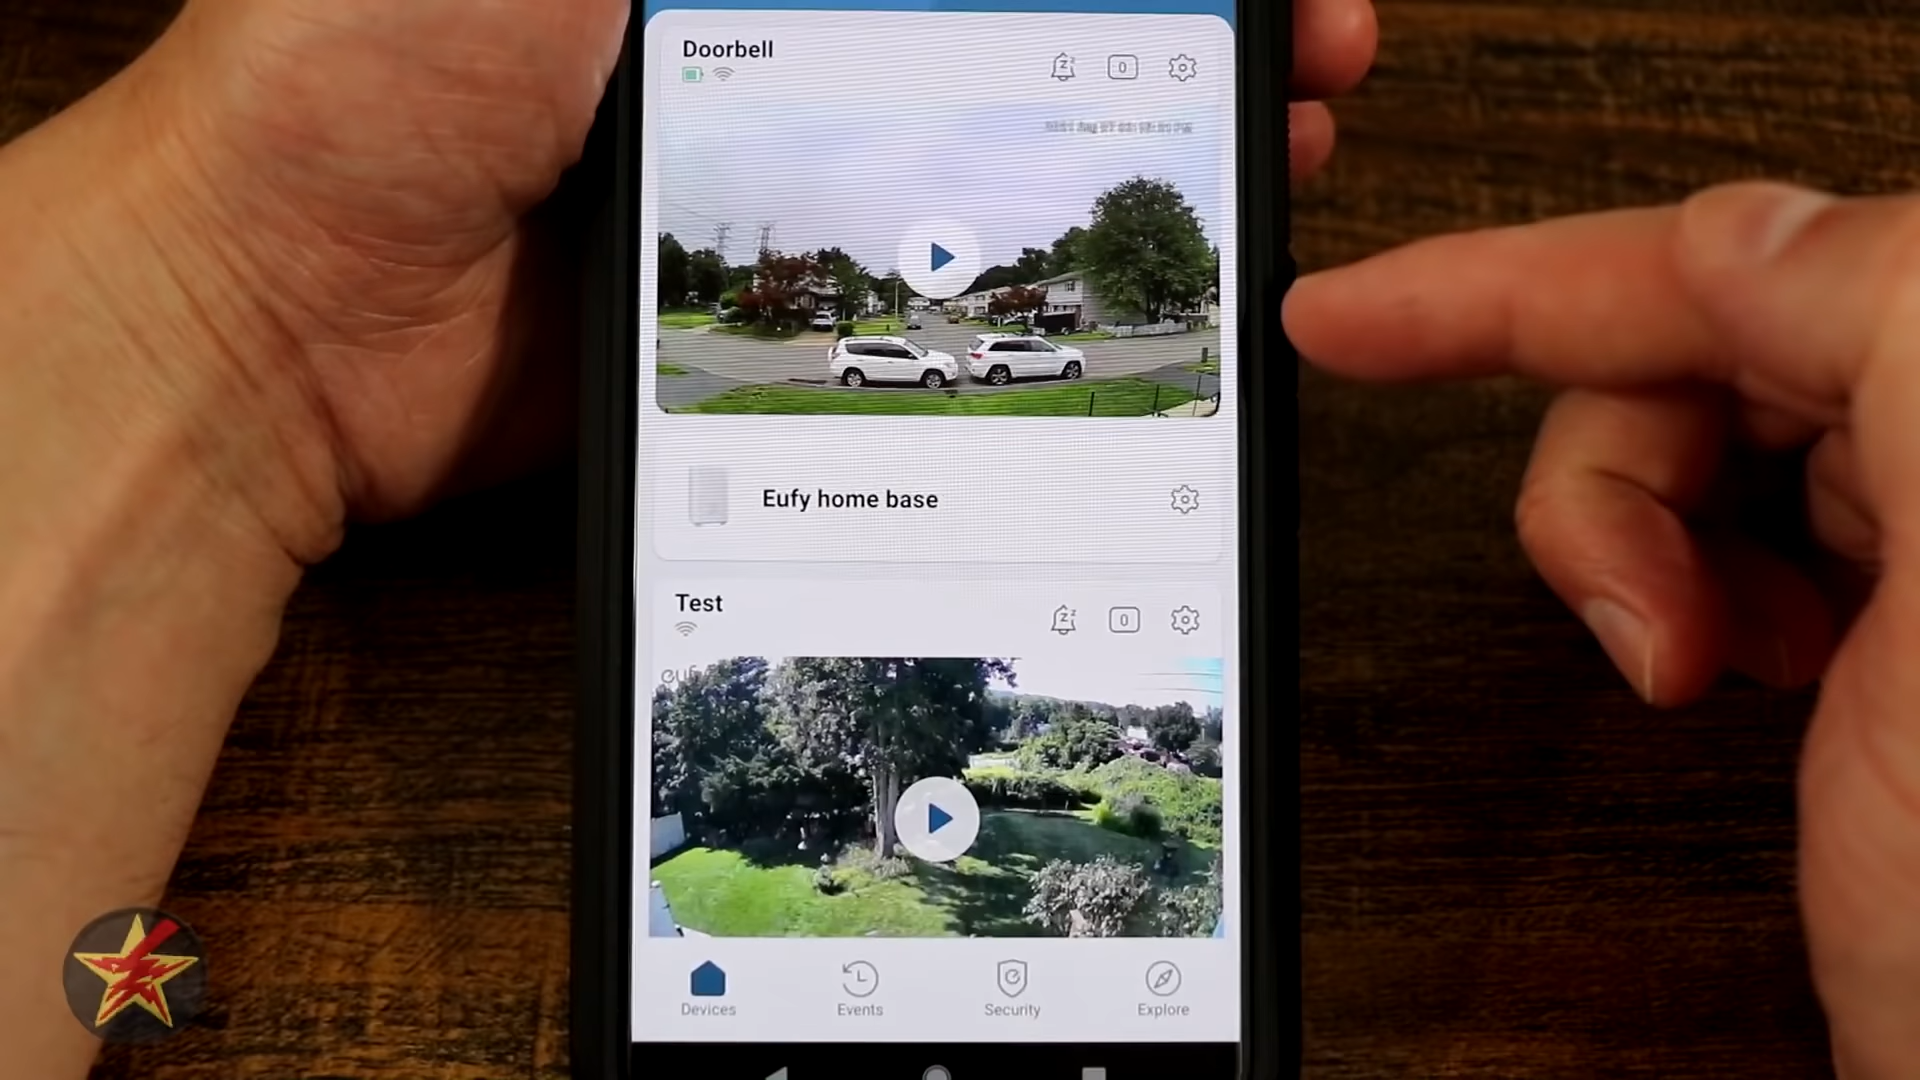 Doorbell
0
Eufy home base
Test
0
Devices
Events
Security
Explore